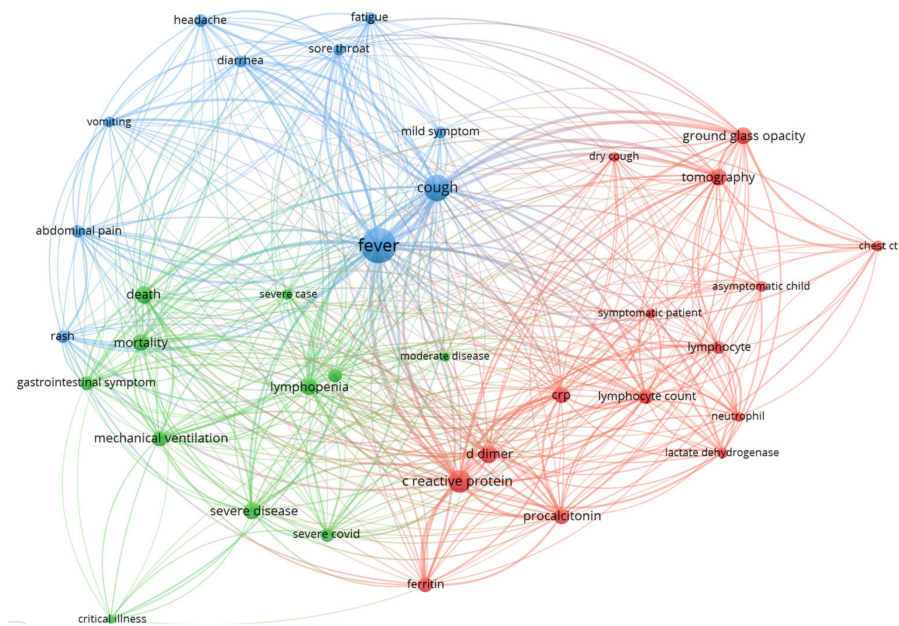 fatigue
headache
sore throat
diarrhea
vomiting
mild symptom
ground glass opacity
dry cough
tomography
cough
abdominal pain
fever
chest ct
asymptomatic child
death
severe case
symptomatic patient
rash
mortality
lymphocyte
moderate disease
gastrointestinal symptom
lymphopenia
crp
lymphocyte count
neutrophil
mechanical ventilation
d dimer
lactate dehydrogenase
c reactive protein
severe disease
procalcitonin
severe covid
ferritin
critical illness